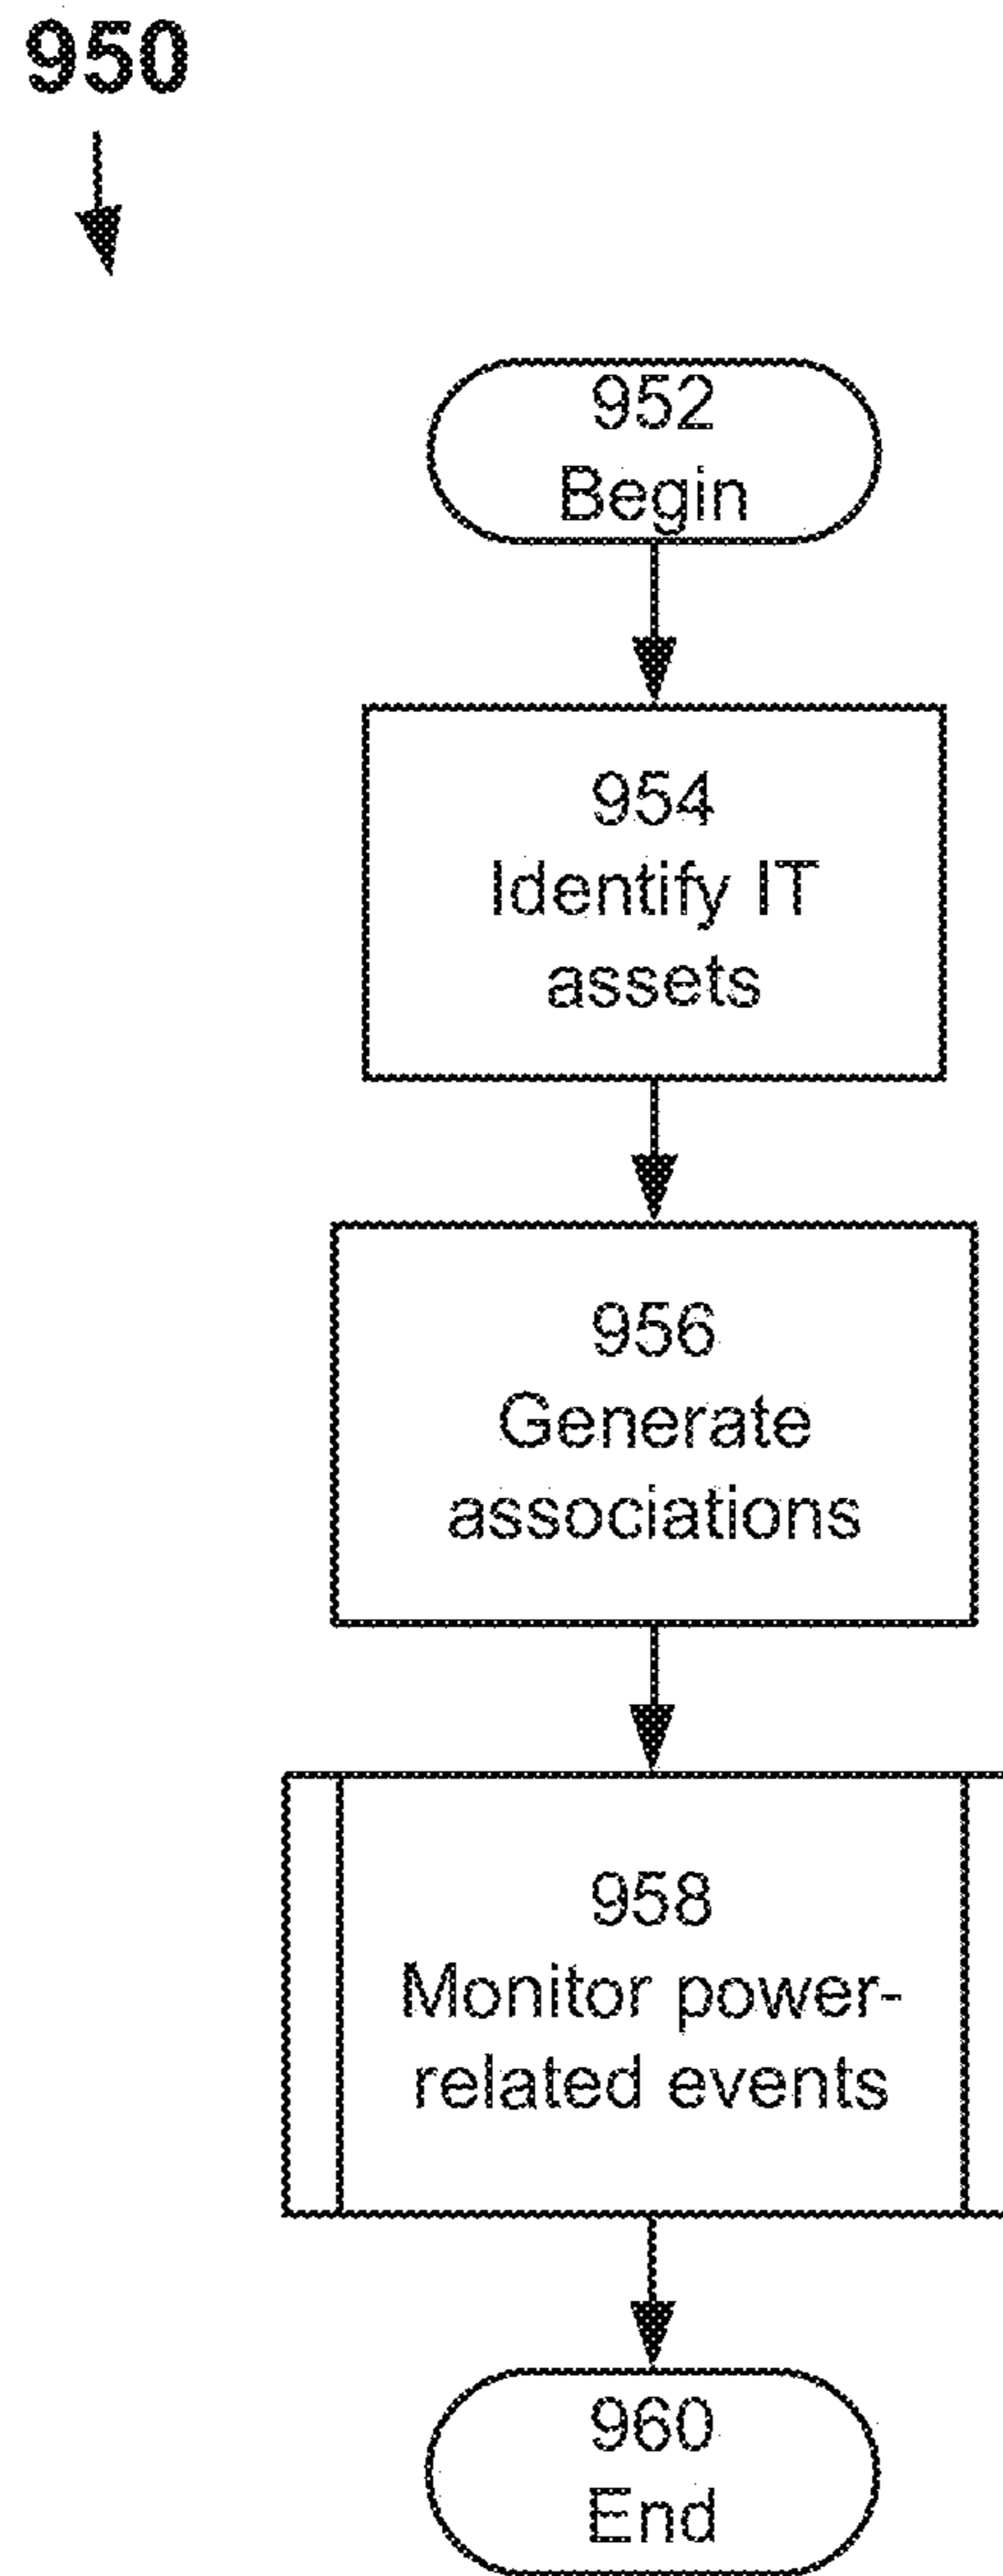 950
952
Begin
954
Identify IT
assets
956
Generate
associations
958
Monitor power-
related events
960
End